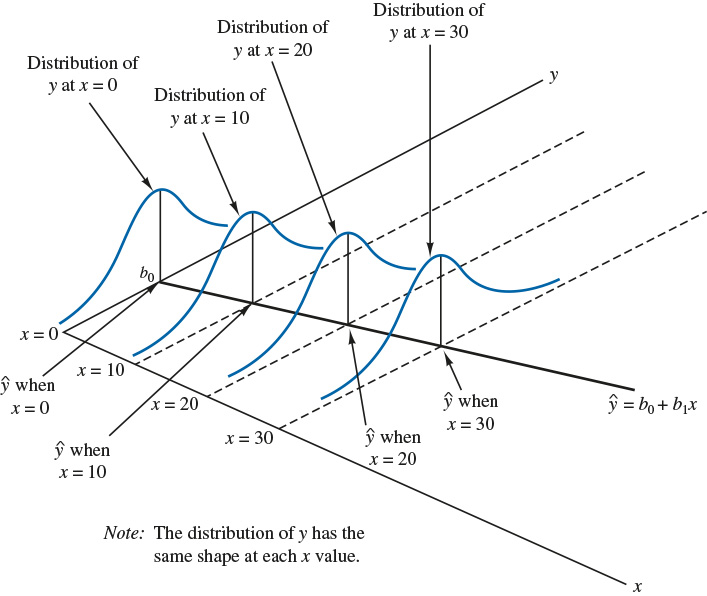 Distribution of
y at x = 30
Distribution of
y at x = 20
Distribution of
y at x = 0
Distribution of
y at x = 10
y
b₀
x = 0
x = 10
x = 20
x = 30
ŷ when
x = 0
ŷ when
x = 10
ŷ when
x = 20
ŷ when
x = 30
ŷ = b₀ + b₁x
x
Note: The distribution of y has the
same shape at each x value.